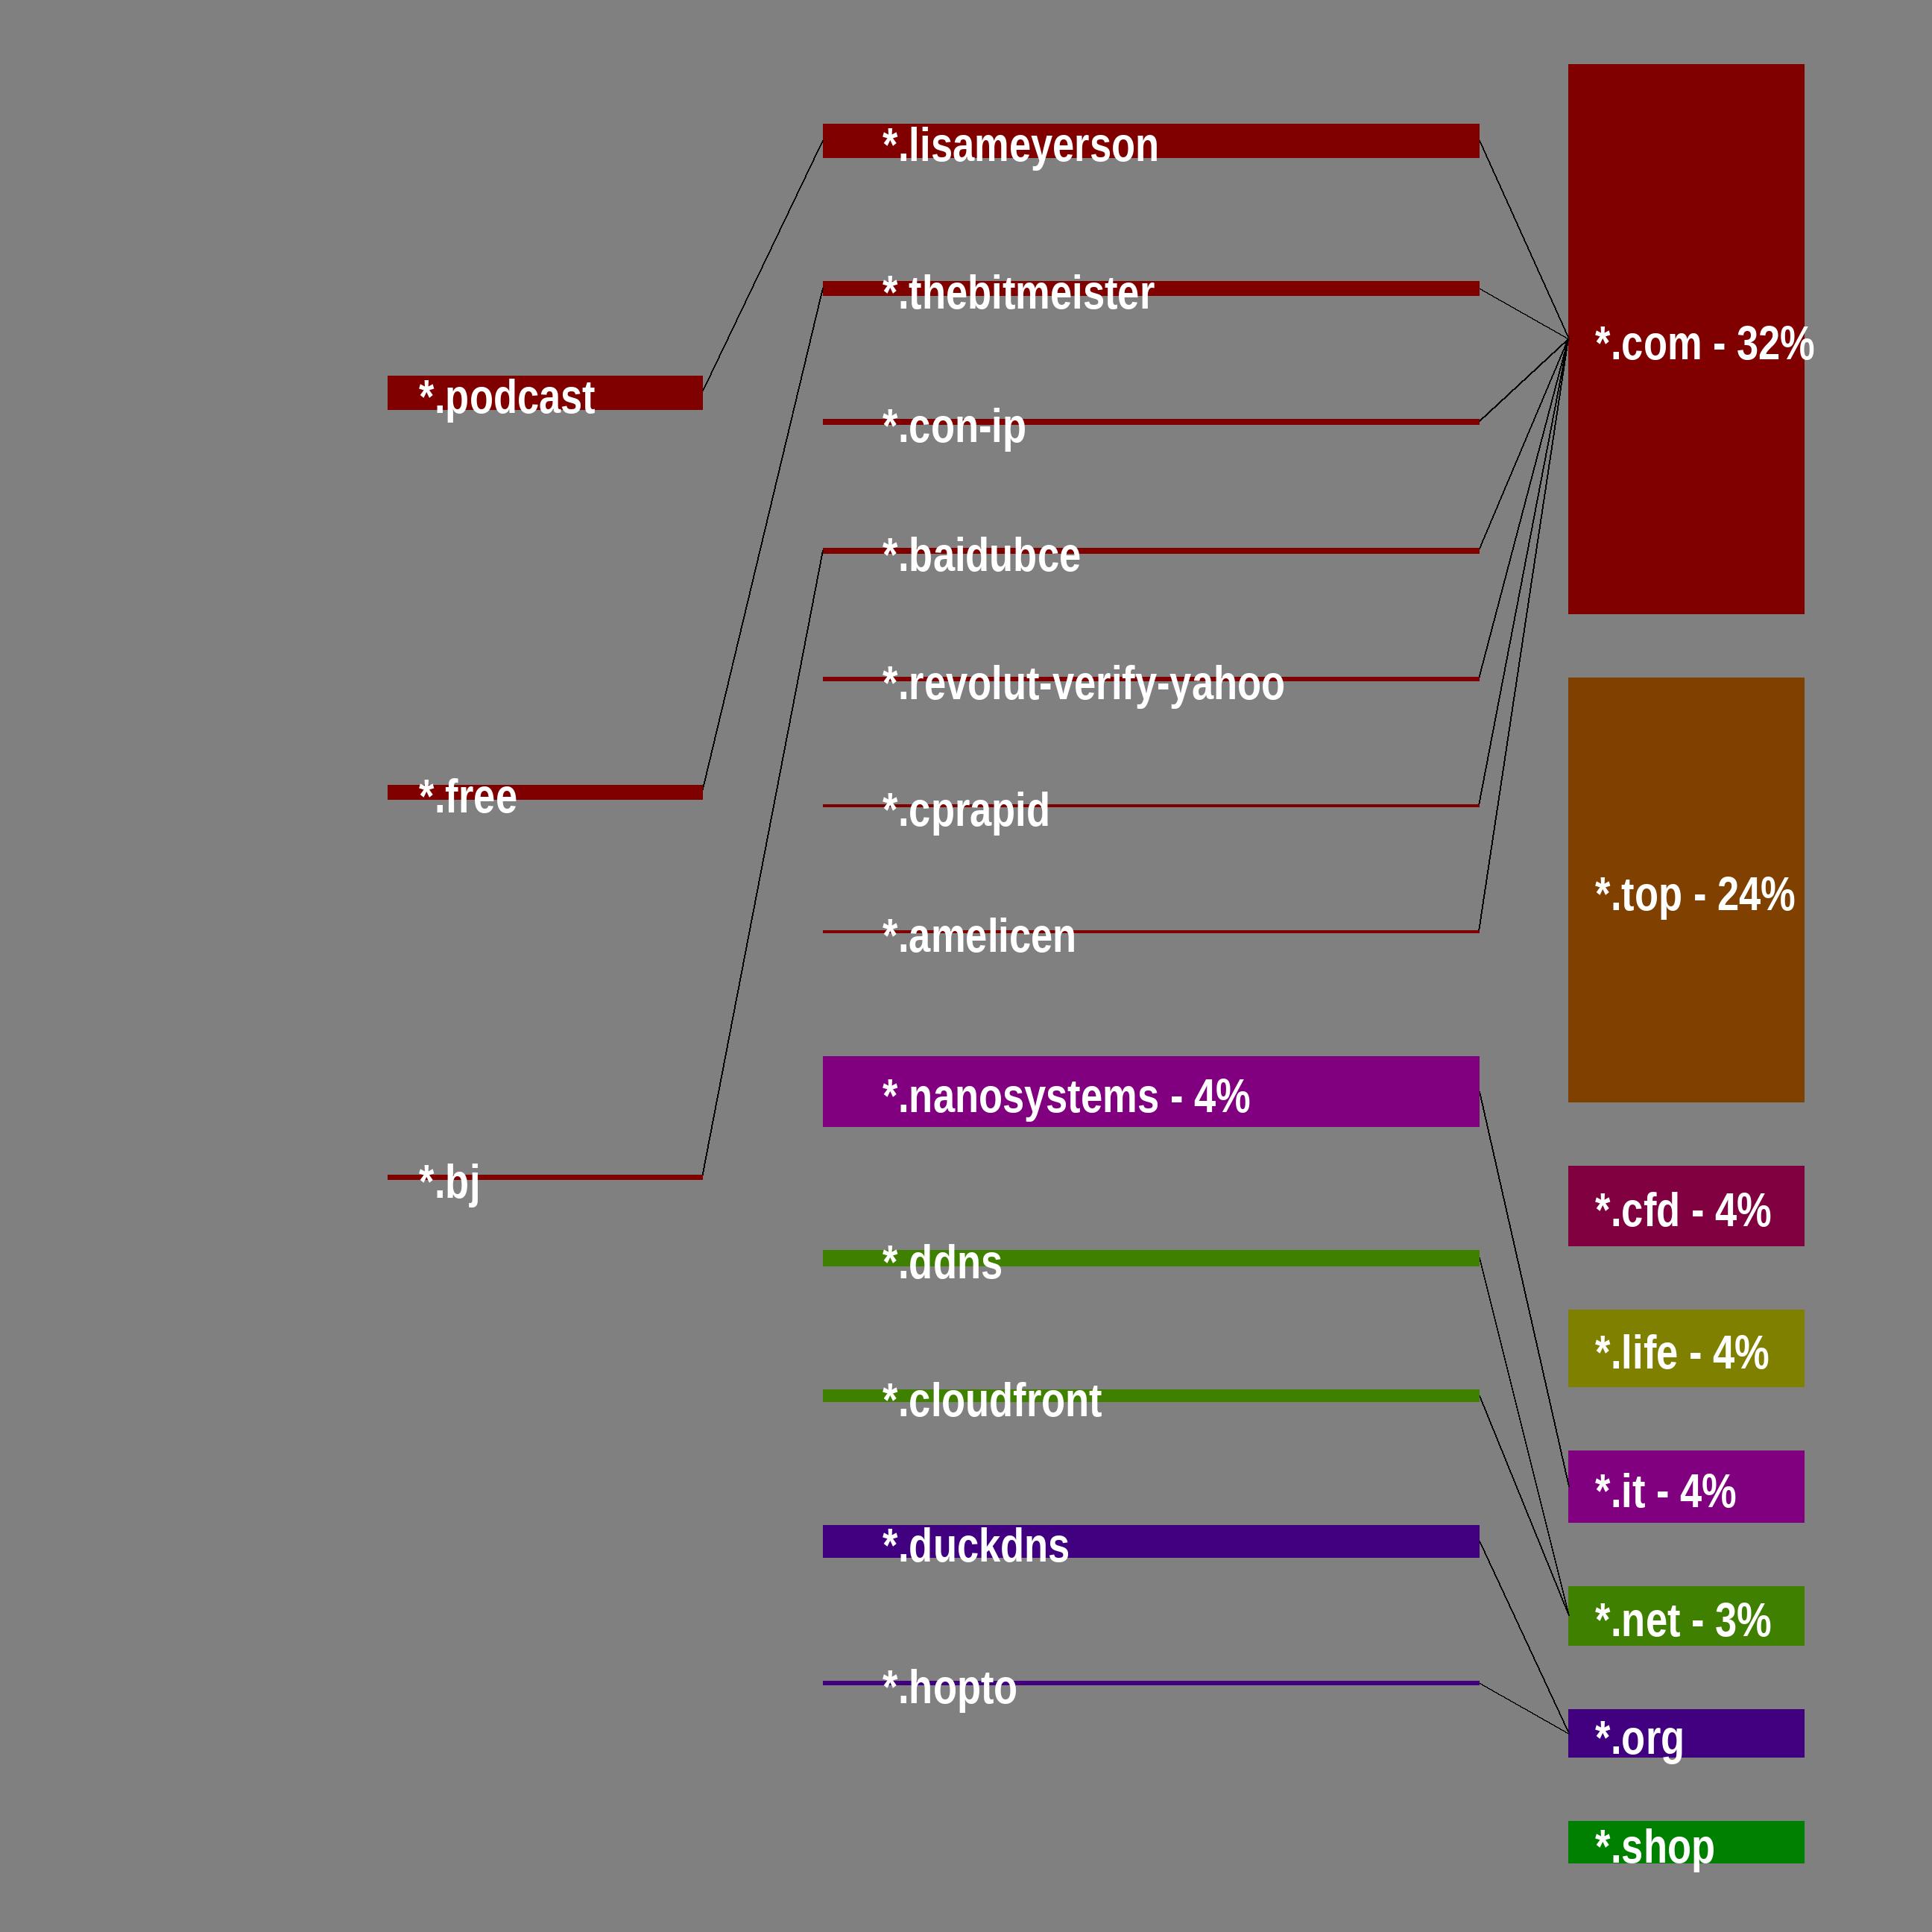 *.podcast
*.free
*.bj
*.lisameyerson
*.thebitmeister
*.con-ip
*.baidubce
*.revolut-verify-yahoo
*.cprapid
*.amelicen
*.nanosystems - 4%
*.ddns
*.cloudfront
*.duckdns
*.hopto
*.com - 32%
*.top - 24%
*.cfd - 4%
*.life - 4%
*.it - 4%
*.net - 3%
*.org
*.shop